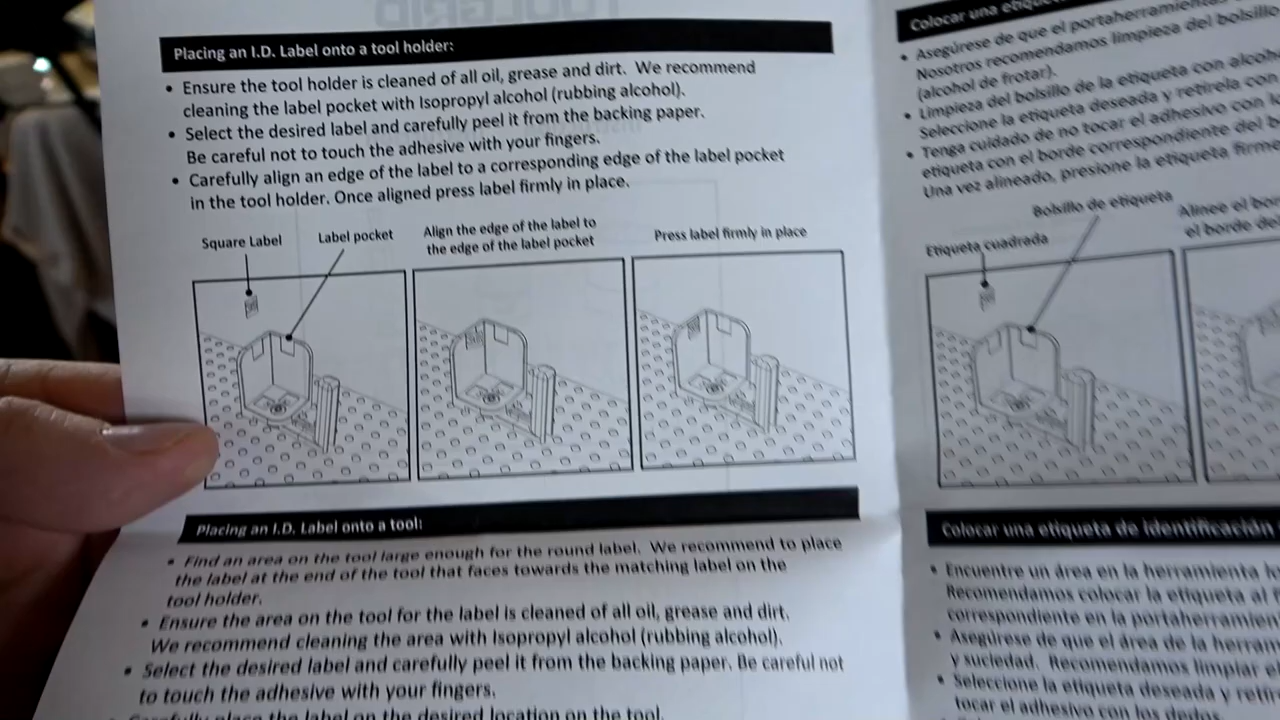 Placing an I.D. Label onto a tool holder:
• Ensure the tool holder is cleaned of all oil, grease and dirt. We recommend
cleaning the label pocket with Isopropyl alcohol (rubbing alcohol).
• Select the desired label and carefully peel it from the backing paper.
Be careful not to touch the adhesive with your fingers.
• Carefully align an edge of the label to a corresponding edge of the label pocket
in the tool holder. Once aligned press label firmly in place.
Square Label
Label pocket
Align the edge of the label to
the edge of the label pocket
Press label firmly in place
Placing an I.D. Label onto a tool:
• Find an area on the tool large enough for the round label. We recommend to place
the label at the end of the tool that faces towards the matching label on the
tool holder.
• Ensure the area on the tool for the label is cleaned of all oil, grease and dirt.
We recommend cleaning the area with Isopropyl alcohol (rubbing alcohol).
• Select the desired label and carefully peel it from the backing paper. Be careful not
to touch the adhesive with your fingers.
• Carefully place the label on the desired location on the tool.
Colocar una
• Asegúrese de que el
Nosotros recomendamos limpieza del bolsillo
(alcohol de frotar).
• Limpieza del bolsillo de la etiqueta con
Seleccione la etiqueta deseada y retírela con
• Tenga cuidado de no tocar el adhesivo con
etiqueta con el borde correspondiente del
Una vez alineado, presione la etiqueta
Bolsillo de etiqueta
Etiqueta cuadrada
Alinee el
el borde
Colocar una etiqueta de identificación
• Encuentre un área en la herramienta
Recomendamos colocar la etiqueta al
correspondiente en la
• Asegúrese de que el área de la
y suciedad. Recomendamos limpiar el
• Seleccione la etiqueta deseada y
tocar el adhesivo con los dedos.